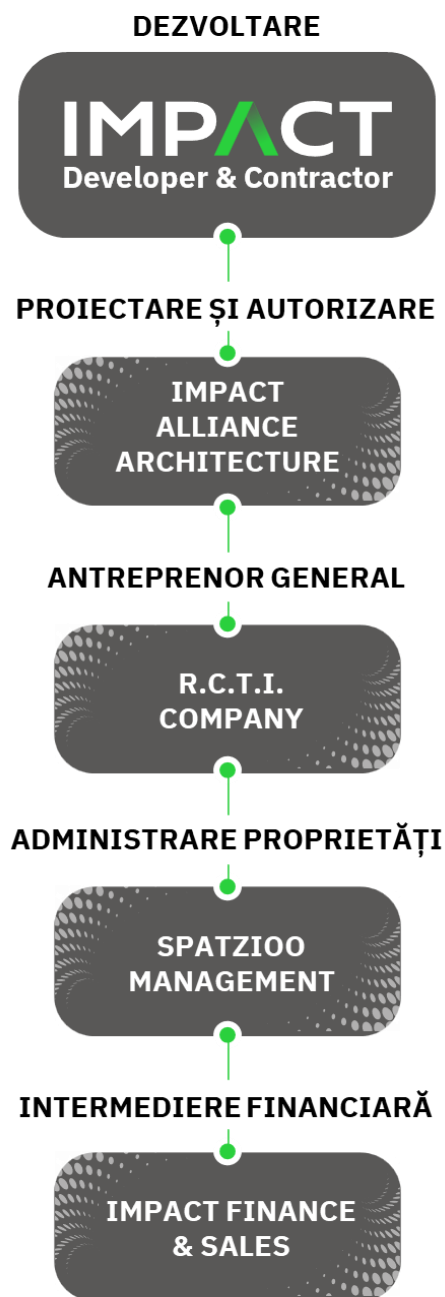 DEZVOLTARE
IMPACT
Developer & Contractor
PROIECTARE ȘI AUTORIZARE
IMPACT
ALLIANCE
ARCHITECTURE
ANTREPRENOR GENERAL
R.C.T.I.
COMPANY
ADMINISTRARE PROPRIETĂȚI
SPATZIOO
MANAGEMENT
INTERMEDIERE FINANCIARĂ
IMPACT FINANCE
& SALES